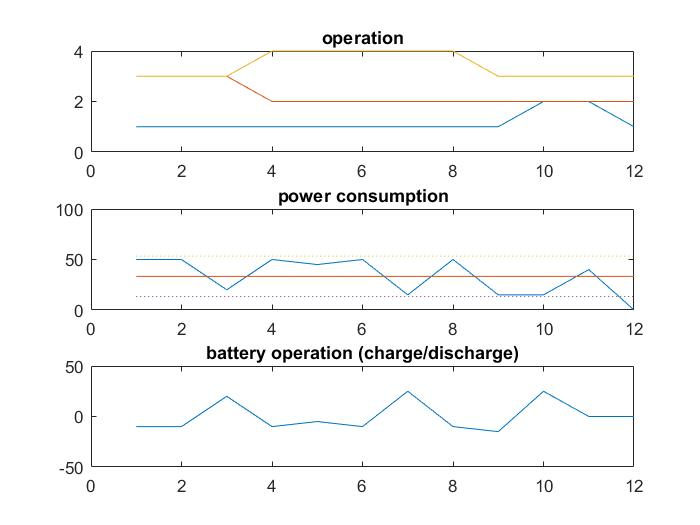 operation
4
2
0
0 2 4 6 8 10 12
power consumption
100
50
0
0 2 4 6 8 10 12
battery operation (charge/discharge)
50
0
-50
0 2 4 6 8 10 12